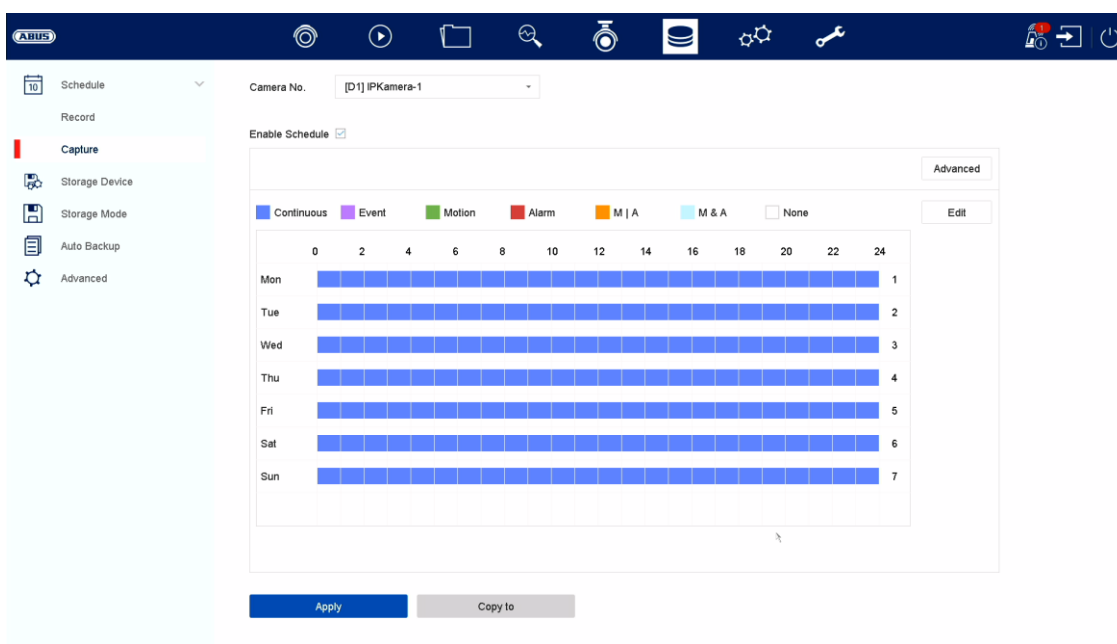 ABUS
1
10
Schedule
Record
Capture
Storage Device
Storage Mode
Auto Backup
Advanced
Camera No. [D1] IPKamera-1
Enable Schedule
Advanced
Continuous Event Motion Alarm M | A M & A None Edit
0 2 4 6 8 10 12 14 16 18 20 22 24
Mon 1
Tue 2
Wed 3
Thu 4
Fri 5
Sat 6
Sun 7
Apply Copy to